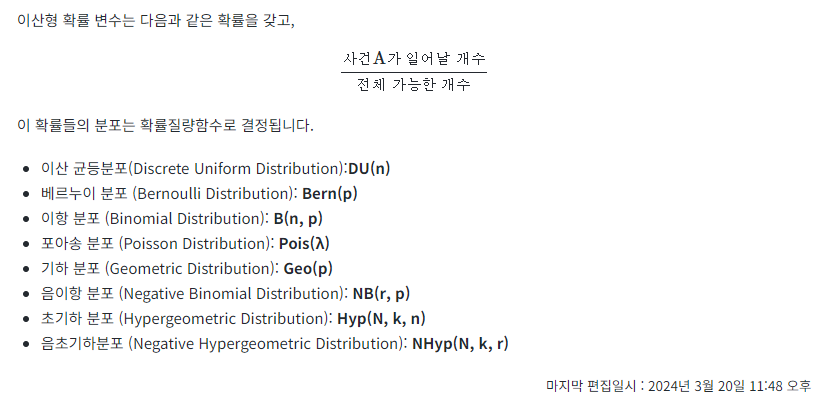 이산형 확률 변수는 다음과 같은 확률을 갖고,
사건A가 일어날 개수
전체 가능한 개수
이 확률들의 분포는 확률질량함수로 결정됩니다.
이산 균등분포(Discrete Uniform Distribution):DU(n)
베르누이 분포 (Bernoulli Distribution): Bern(p)
이항 분포 (Binomial Distribution): B(n, p)
포아송 분포 (Poisson Distribution): Pois(λ)
기하 분포 (Geometric Distribution): Geo(p)
음이항 분포 (Negative Binomial Distribution): NB(r, p)
초기하 분포 (Hypergeometric Distribution): Hyp(N, k, n)
음초기하분포 (Negative Hypergeometric Distribution): NHyp(N, k, r)
마지막 편집일시 : 2024년 3월 20일 11:48 오후